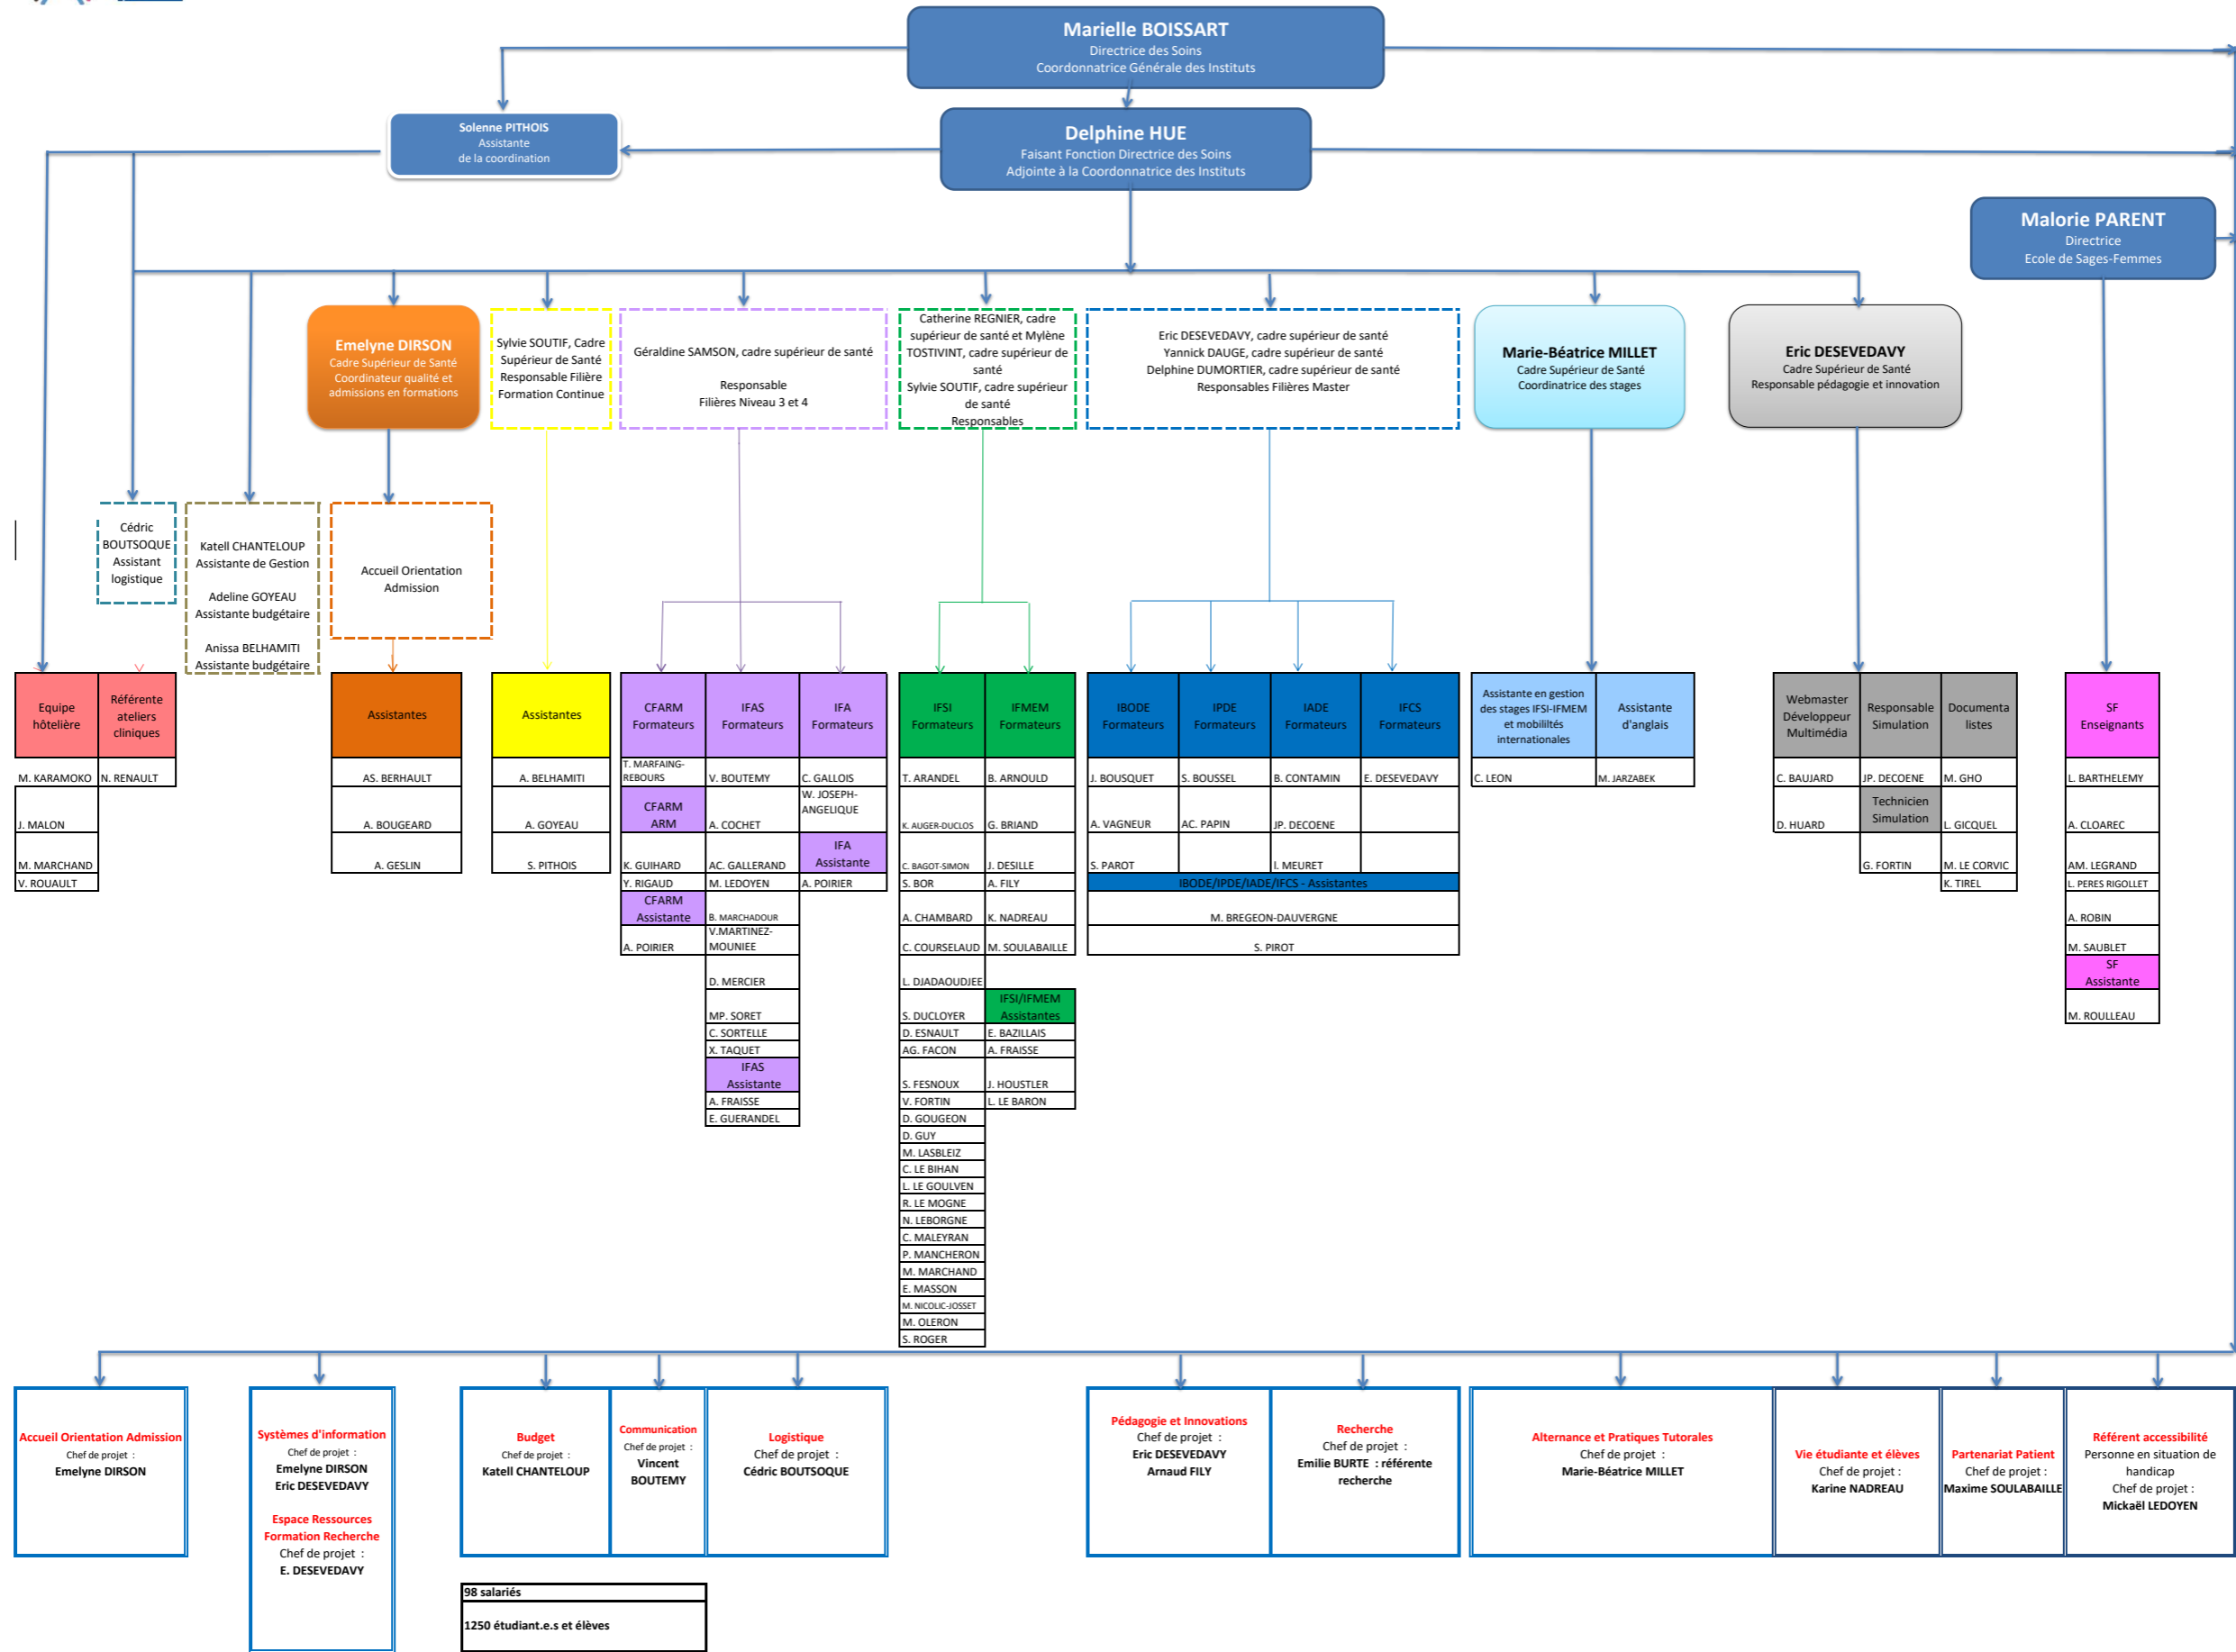 Marielle BOISSART
Directrice des Soins
Coordonnatrice Générale des Instituts
Solenne PITHOIS
Assistante
de la coordination
Delphine HUE
Faisant Fonction Directrice des Soins
Adjointe à la Coordonnatrice des Instituts
Malorie PARENT
Directrice
Ecole de Sages-Femmes
Emelyne DIRSON
Cadre Supérieur de Santé
Coordinateur qualité et
admissions en formations
Sylvie SOUTIF, Cadre
Supérieur de Santé
Responsable Filière
Formation Continue
Géraldine SAMSON, cadre supérieur de santé
Responsable
Filières Niveau 3 et 4
Catherine REGNIER, cadre
supérieur de santé et Mylène
TOSTIVINT, cadre supérieur de
santé
Sylvie SOUTIF, cadre supérieur
de santé
Responsables
Eric DESEVEDAVY, cadre supérieur de santé
Yannick DAUGE, cadre supérieur de santé
Delphine DUMORTIER, cadre supérieur de santé
Responsables Filières Master
Marie-Béatrice MILLET
Cadre Supérieur de Santé
Coordinatrice des stages
Eric DESEVEDAVY
Cadre Supérieur de Santé
Responsable pédagogie et innovation
Cédric
BOUTSOQUE
Assistant
logistique
Katell CHANTELOUP
Assistante de Gestion
Adeline GOYEAU
Assistante budgétaire
Anissa BELHAMITI
Assistante budgétaire
Accueil Orientation
Admission
Equipe
hôtelière
M. KARAMOKO
J. MALON
M. MARCHAND
V. ROUAULT
Référente
ateliers
cliniques
N. RENAULT
Assistantes
AS. BERHAULT
A. BOUGEARD
A. GESLIN
Assistantes
A. BELHAMITI
A. GOYEAU
S. PITHOIS
CFARM
Formateurs
T. MARFAING-
REBOURS
CFARM
ARM
K. GUIHARD
Y. RIGAUD
CFARM
Assistante
A. POIRIER
IFAS
Formateurs
V. BOUTEMY
A. COCHET
AC. GALLERAND
M. LEDOYEN
B. MARCHADOUR
V.MARTINEZ-
MOUNIEE
D. MERCIER
MP. SORET
C. SORTELLE
X. TAQUET
IFAS
Assistante
A. FRAISSE
E. GUERANDEL
IFA
Formateurs
C. GALLOIS
W. JOSEPH-
ANGELIQUE
IFA
Assistante
A. POIRIER
IFSI
Formateurs
T. ARANDEL
K. AUGER-DUCLOS
C. BAGOT-SIMON
S. BOR
A. CHAMBARD
C. COURSELAUD
L. DJADAOUDJEE
S. DUCLOYER
D. ESNAULT
AG. FACON
S. FESNOUX
V. FORTIN
D. GOUGEON
D. GUY
M. LASBLEIZ
C. LE BIHAN
L. LE GOULVEN
R. LE MOGNE
N. LEBORGNE
C. MALEYRAN
P. MANCHERON
M. MARCHAND
E. MASSON
M. NICOLIC-JOSSET
M. OLERON
S. ROGER
IFMEM
Formateurs
B. ARNOULD
G. BRIAND
J. DESILLE
A. FILY
K. NADREAU
M. SOULABAILLE
IFSI/IFMEM
Assistantes
E. BAZILLAIS
A. FRAISSE
J. HOUSTLER
L. LE BARON
IBODE
Formateurs
J. BOUSQUET
A. VAGNEUR
S. PAROT
IPDE
Formateurs
S. BOUSSEL
AC. PAPIN
IADE
Formateurs
B. CONTAMIN
JP. DECOENE
I. MEURET
IFCS
Formateurs
E. DESEVEDAVY
IBODE/IPDE/IADE/IFCS - Assistantes
M. BREGEON-DAUVERGNE
S. PIROT
Assistante en gestion
des stages IFSI-IFMEM
et mobililtés
internationales
C. LEON
Assistante
d'anglais
M. JARZABEK
Webmaster
Développeur
Multimédia
C. BAUJARD
D. HUARD
Responsable
Simulation
JP. DECOENE
Technicien
Simulation
G. FORTIN
Documenta
listes
M. GHO
L. GICQUEL
M. LE CORVIC
K. TIREL
SF
Enseignants
L. BARTHELEMY
A. CLOAREC
AM. LEGRAND
L. PERES RIGOLLET
A. ROBIN
M. SAUBLET
SF
Assistante
M. ROULLEAU
Accueil Orientation Admission
Chef de projet :
Emelyne DIRSON
Systèmes d'information
Chef de projet :
Emelyne DIRSON
Eric DESEVEDAVY
Espace Ressources
Formation Recherche
Chef de projet :
E. DESEVEDAVY
Budget
Chef de projet :
Katell CHANTELOUP
Communication
Chef de projet :
Vincent
BOUTEMY
Logistique
Chef de projet :
Cédric BOUTSOQUE
Pédagogie et Innovations
Chef de projet :
Eric DESEVEDAVY
Arnaud FILY
Recherche
Chef de projet :
Emilie BURTE : référente
recherche
Alternance et Pratiques Tutorales
Chef de projet :
Marie-Béatrice MILLET
Vie étudiante et élèves
Chef de projet :
Karine NADREAU
Partenariat Patient
Chef de projet :
Maxime SOULABAILLE
Référent accessibilité
Personne en situation de
handicap
Chef de projet :
Mickaël LEDOYEN
98 salariés
1250 étudiant.e.s et élèves